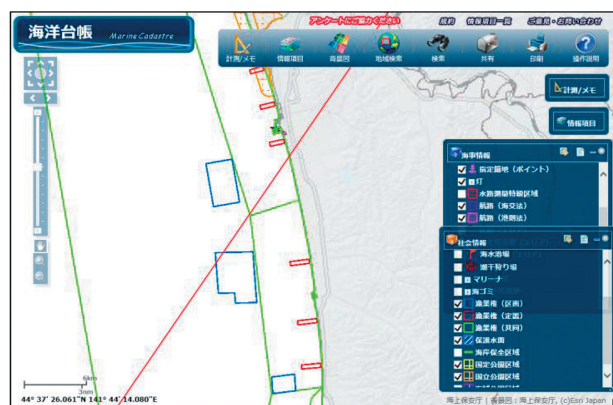 海洋台帳
Marine Cadastre
アンケートにご協力ください
規約 情報項目一覧 ご意見・お問い合わせ
計測/メモ 情報項目 背景図 地域検索 検索 共有 印刷 操作説明
計測/メモ
情報項目
海事情報
指定錨地（ポイント）
灯
水路測量特級区域
航路（海交法）
航路（港則法）
社会情報
海水浴場
潮干狩り場
マリーナ
海ゴミ
漁業権（区画）
漁業権（定置）
漁業権（共同）
保護水面
海岸保全区域
国定公園区域
国立公園区域
6km
3nm
44° 37' 26.061"N 141° 44' 14.080"E
海上保安庁 | 背景図：海上保安庁, (c)Esri Japan